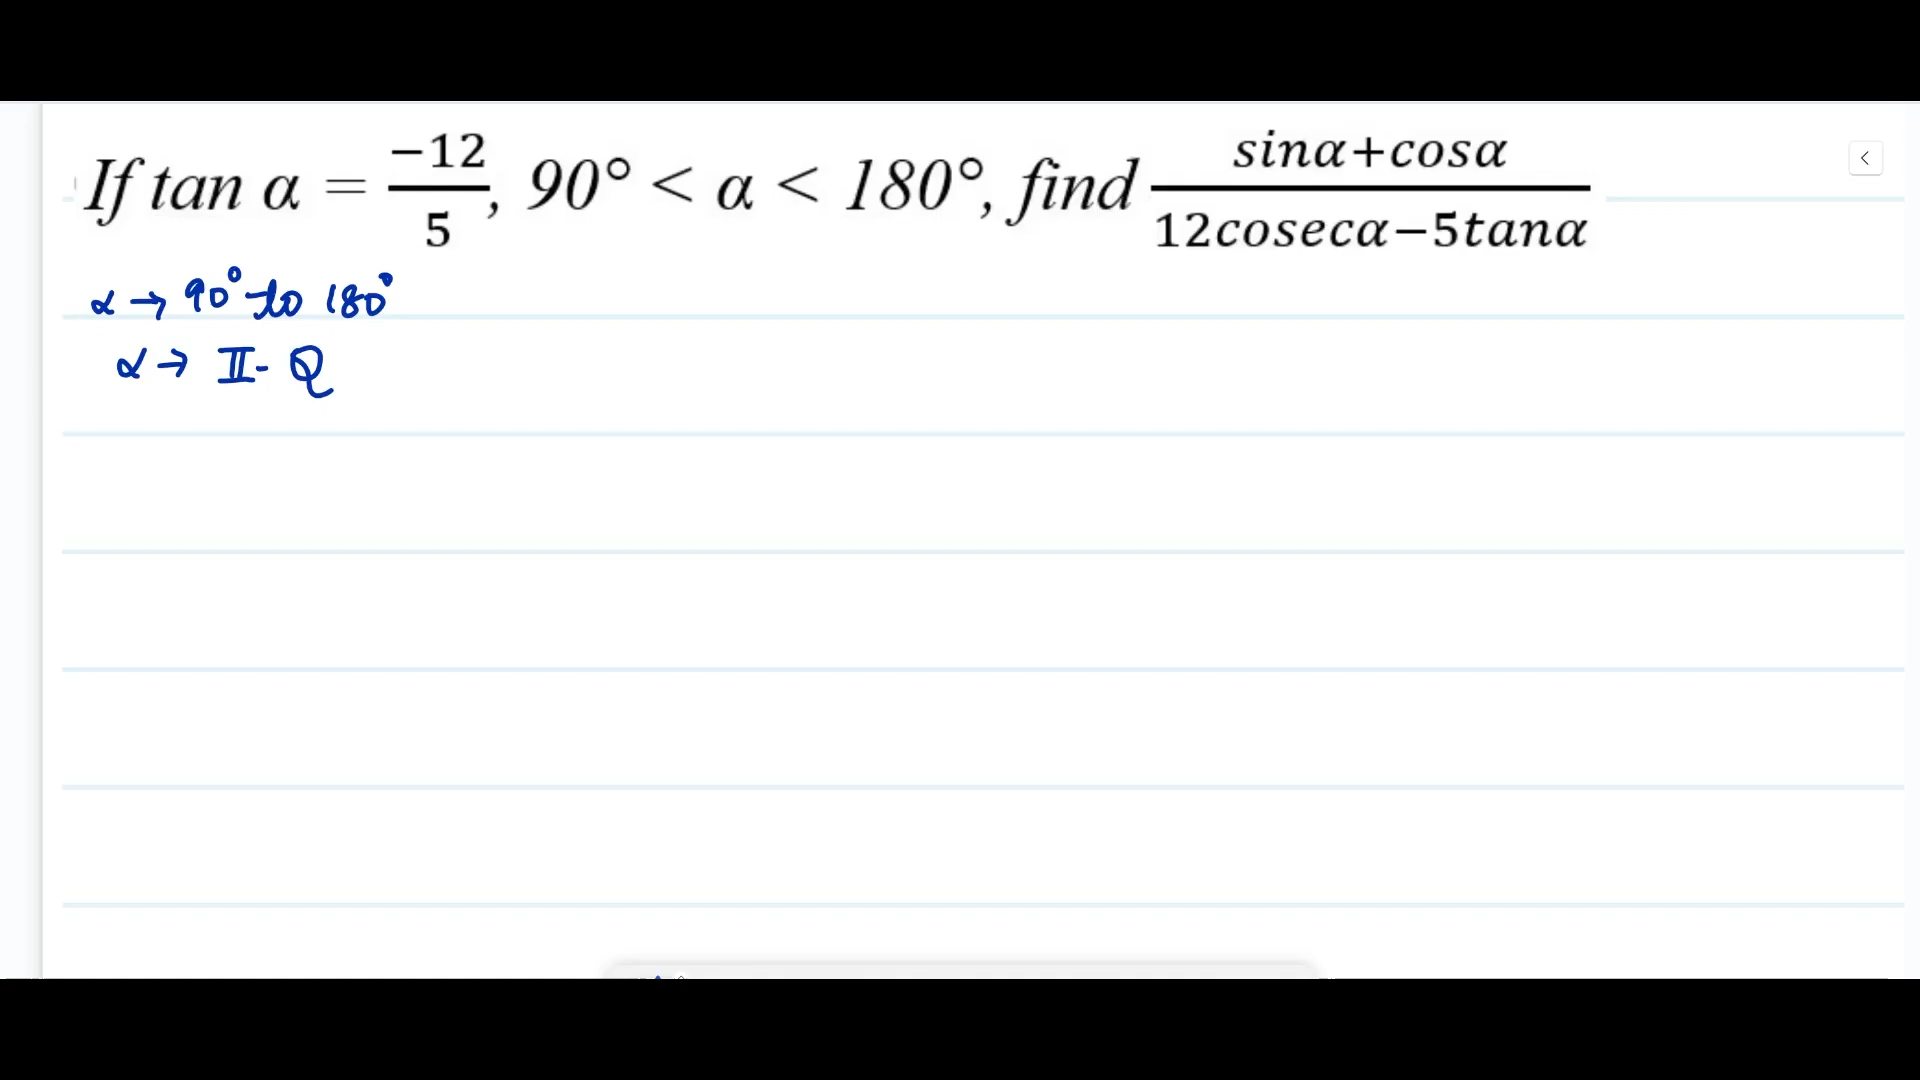 If tan α = −12/5, 90° < α < 180°, find sinα+cosα/12cosecα−5tanα
α → 90° to 180°
α → II - Q